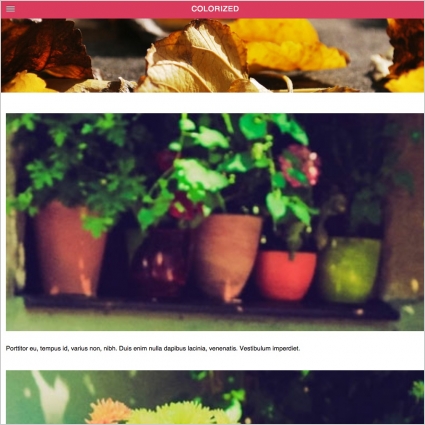 COLORIZED
Porttitor eu, tempus id, varius non, nibh. Duis enim nulla dapibus lacinia, venenatis. Vestibulum imperdiet.